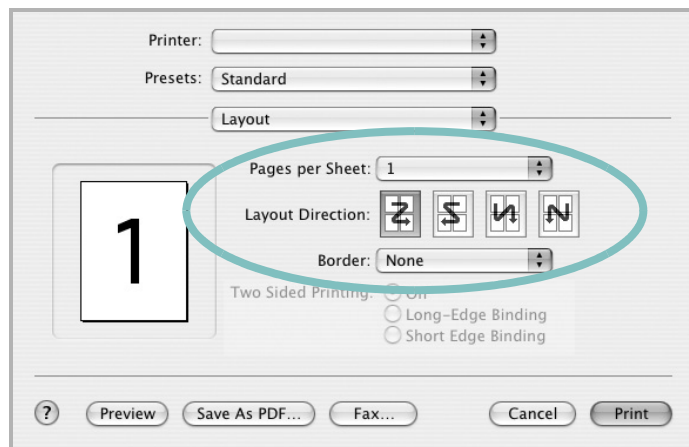 Printer:
Presets: Standard
Layout
Pages per Sheet: 1
Layout Direction:
Border: None
1
Two Sided Printing: Off
Long-Edge Binding
Short Edge Binding
? Preview Save As PDF... Fax... Cancel Print